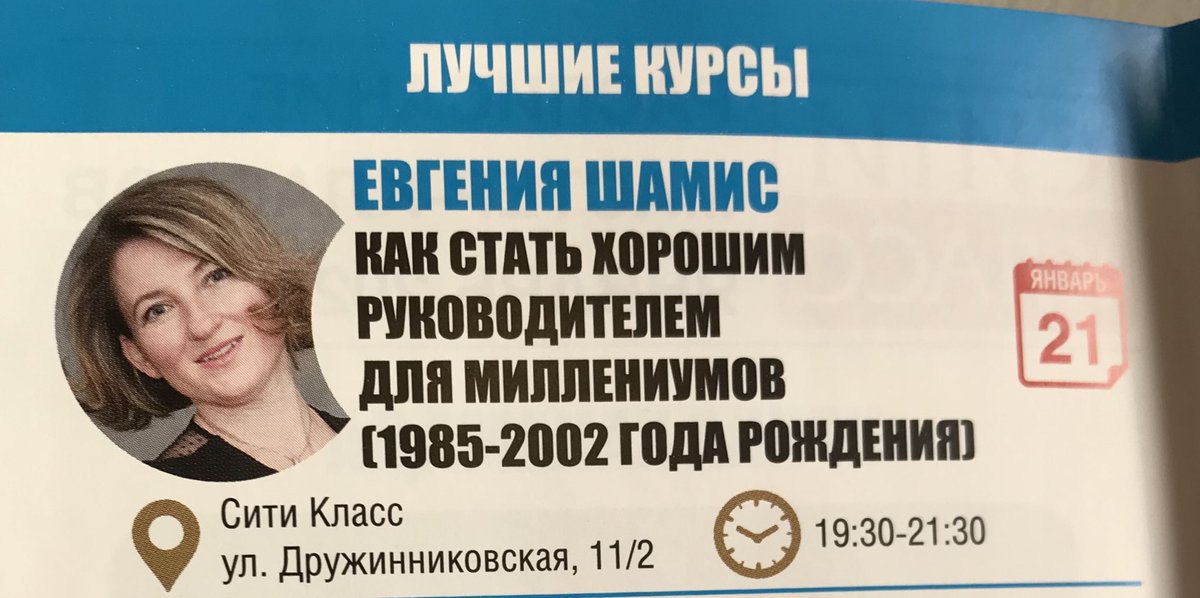 ЛУЧШИЕ КУРСЫ
ЕВГЕНИЯ ШАМИС
КАК СТАТЬ ХОРОШИМ
РУКОВОДИТЕЛЕМ
ДЛЯ МИЛЛЕНИУМОВ
(1985-2002 ГОДА РОЖДЕНИЯ)
ЯНВАРЬ
21
Сити Класс
ул. Дружинниковская, 11/2
19:30-21:30